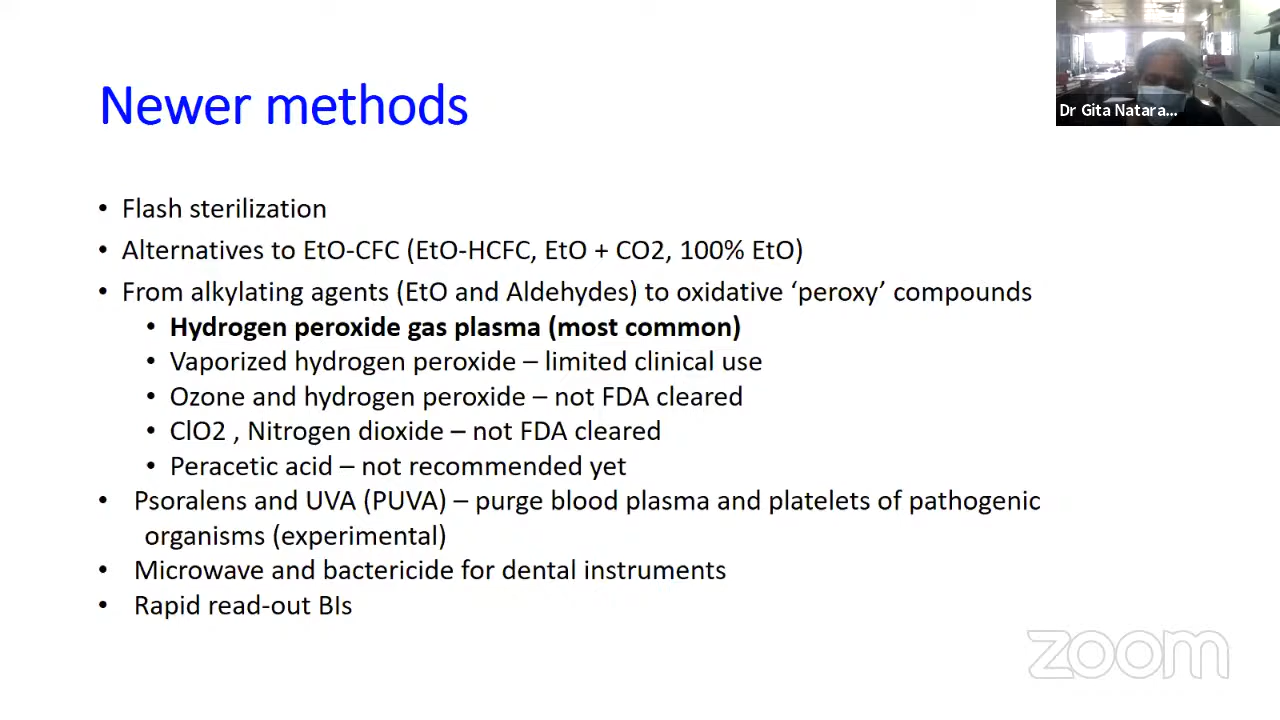 Dr Gita Natara...
Newer methods
• Flash sterilization
• Alternatives to EtO-CFC (EtO-HCFC, EtO + CO2, 100% EtO)
• From alkylating agents (EtO and Aldehydes) to oxidative ‘peroxy’ compounds
• Hydrogen peroxide gas plasma (most common)
• Vaporized hydrogen peroxide – limited clinical use
• Ozone and hydrogen peroxide – not FDA cleared
• ClO2 , Nitrogen dioxide – not FDA cleared
• Peracetic acid – not recommended yet
• Psoralens and UVA (PUVA) – purge blood plasma and platelets of pathogenic
organisms (experimental)
• Microwave and bactericide for dental instruments
• Rapid read-out BIs
zoom